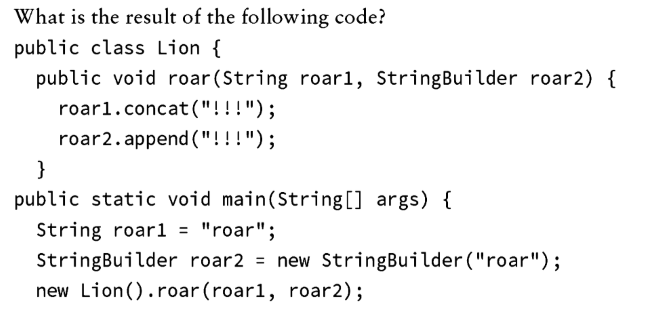 What is the result of the following code?
public class Lion {
public void roar(String roar1, StringBuilder roar2) {
roar1.concat("!!!");
roar2.append("!!!");
}
public static void main(String[] args) {
String roar1 = "roar";
StringBuilder roar2 = new StringBuilder("roar");
new Lion().roar(roar1, roar2);